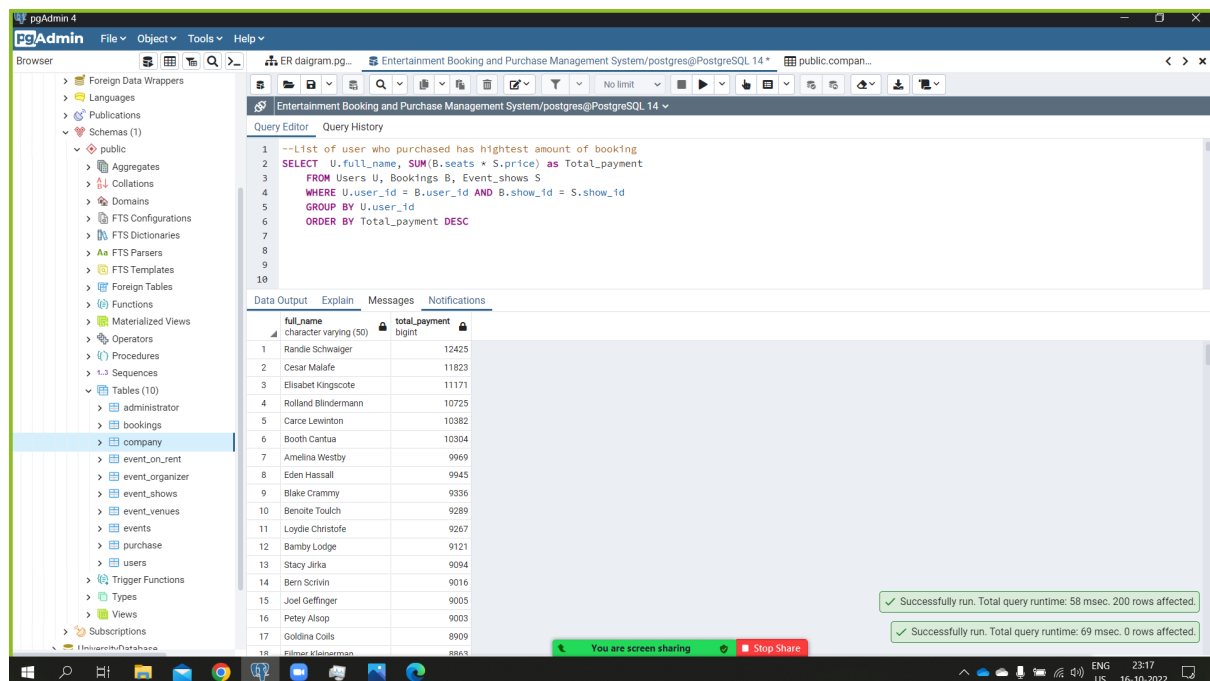 pgAdmin 4
pgAdmin File Object Tools Help
Browser
ER daigram.pg... Entertainment Booking and Purchase Management System/postgres@PostgreSQL 14 * public.compan...
No limit
Entertainment Booking and Purchase Management System/postgres@PostgreSQL 14
Query Editor Query History
Foreign Data Wrappers
Languages
Publications
Schemas (1)
public
Aggregates
Collations
Domains
FTS Configurations
FTS Dictionaries
Aa FTS Parsers
FTS Templates
Foreign Tables
Functions
Materialized Views
Operators
Procedures
1..3 Sequences
Tables (10)
administrator
bookings
company
event_on_rent
event_organizer
event_shows
event_venues
events
purchase
users
Trigger Functions
Types
Views
Subscriptions
UniversityDatabase
1 --List of user who purchased has hightest amount of booking
2 SELECT U.full_name, SUM(B.seats * S.price) as Total_payment
3 FROM Users U, Bookings B, Event_shows S
4 WHERE U.user_id = B.user_id AND B.show_id = S.show_id
5 GROUP BY U.user_id
6 ORDER BY Total_payment DESC
7
8
9
10
Data Output Explain Messages Notifications
full_name total_payment
character varying (50) bigint
1 Randie Schwaiger 12425
2 Cesar Malafe 11823
3 Elisabet Kingscote 11171
4 Rolland Blindermann 10725
5 Carce Lewinton 10382
6 Booth Cantua 10304
7 Amelina Westby 9969
8 Eden Hassall 9945
9 Blake Crammy 9336
10 Benoite Toulch 9289
11 Loydie Christofe 9267
12 Bamby Lodge 9121
13 Stacy Jirka 9094
14 Bern Scrivin 9016
15 Joel Geffinger 9005
16 Petey Alsop 9003
17 Goldina Coils 8909
18 Filmer Kleinerman 8863
Successfully run. Total query runtime: 58 msec. 200 rows affected.
Successfully run. Total query runtime: 69 msec. 0 rows affected.
You are screen sharing Stop Share
ENG 23:17
US 16-10-2022